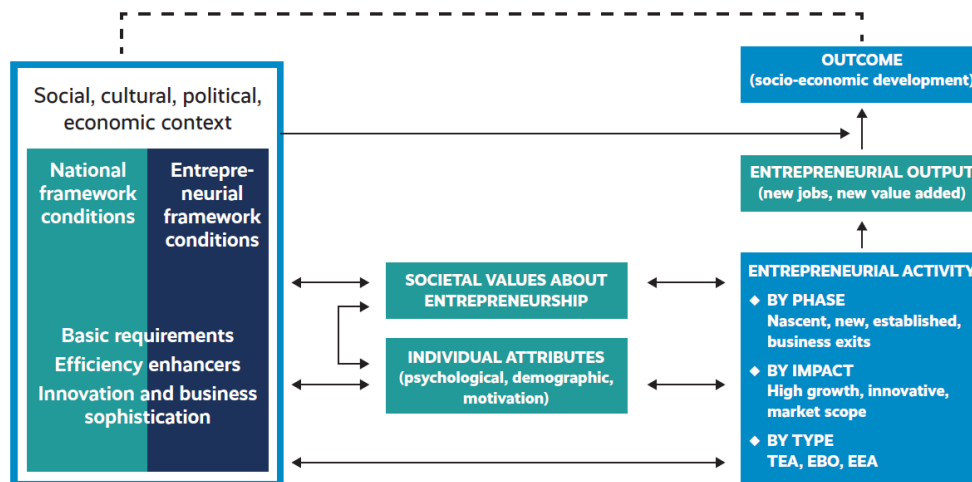 Social, cultural, political,
economic context
National
framework
conditions
Entrepre-
neurial
framework
conditions
Basic requirements
Efficiency enhancers
Innovation and business
sophistication
SOCIETAL VALUES ABOUT
ENTREPRENEURSHIP
INDIVIDUAL ATTRIBUTES
(psychological, demographic,
motivation)
OUTCOME
(socio-economic development)
ENTREPRENEURIAL OUTPUT
(new jobs, new value added)
ENTREPRENEURIAL ACTIVITY
◆ BY PHASE
Nascent, new, established,
business exits
◆ BY IMPACT
High growth, innovative,
market scope
◆ BY TYPE
TEA, EBO, EEA